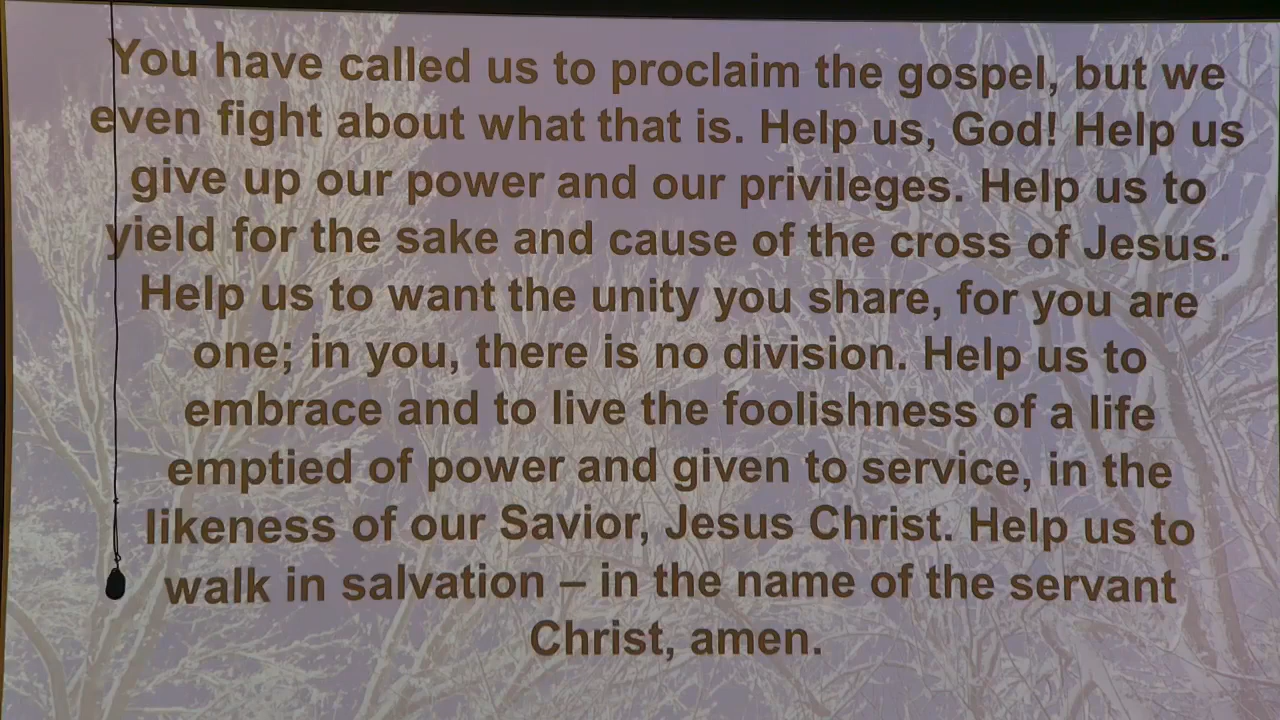 You have called us to proclaim the gospel, but we
even fight about what that is. Help us, God! Help us
give up our power and our privileges. Help us to
yield for the sake and cause of the cross of Jesus.
Help us to want the unity you share, for you are
one; in you, there is no division. Help us to
embrace and to live the foolishness of a life
emptied of power and given to service, in the
likeness of our Savior, Jesus Christ. Help us to
walk in salvation – in the name of the servant
Christ, amen.